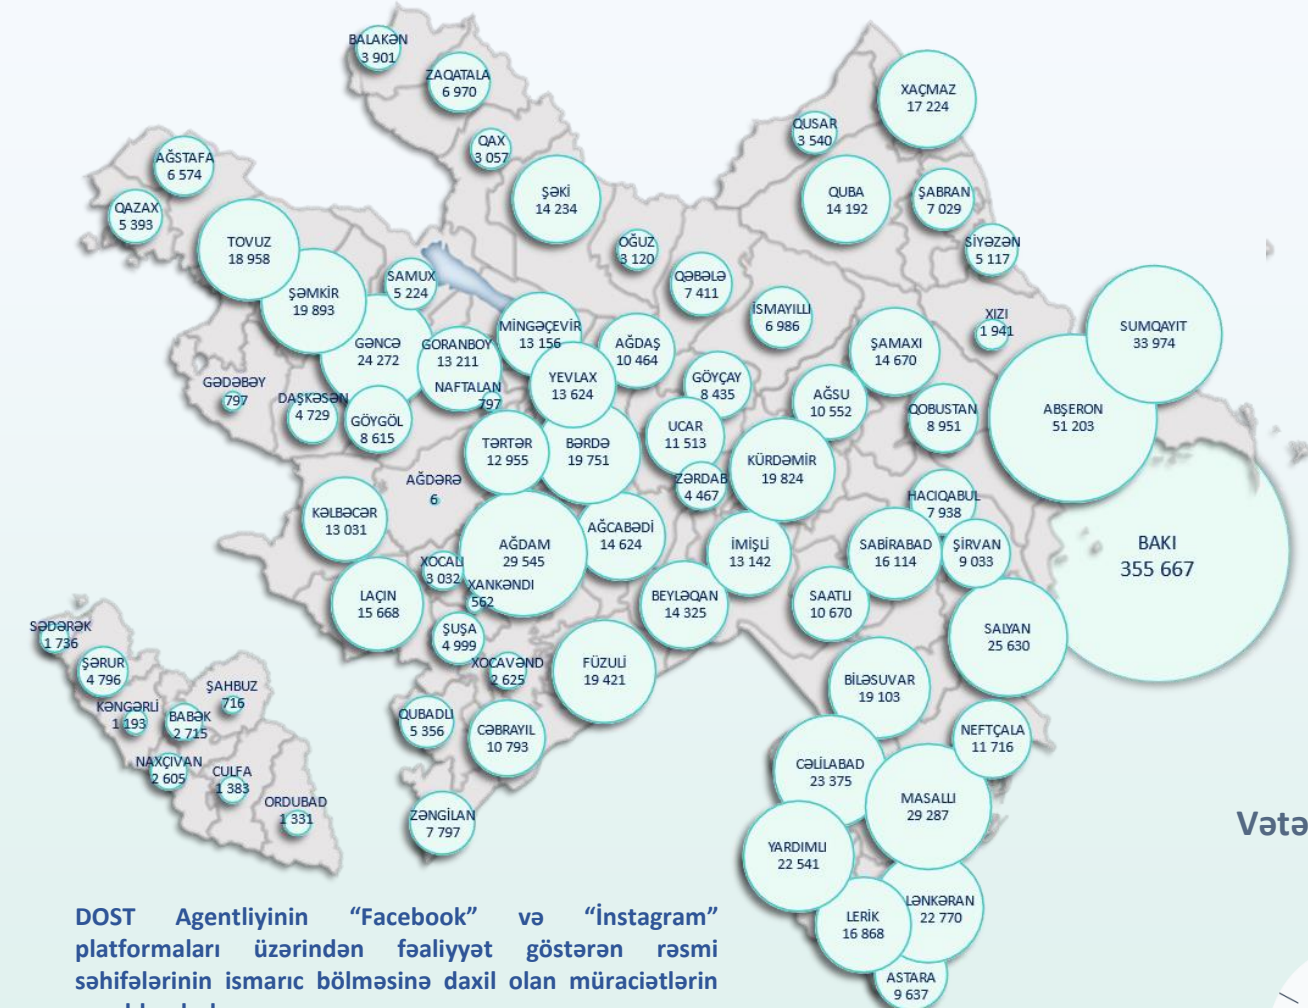 BALAKƏN
3 901
ZAQATALA
6 970
XAÇMAZ
17 224
QUSAR
3 540
QAX
3 057
AĞSTAFA
6 574
ŞƏKİ
14 234
QUBA
14 192
ŞABRAN
7 029
QAZAX
5 393
TOVUZ
18 958
OĞUZ
3 120
SİYƏZƏN
5 117
SAMUX
5 224
QƏBƏLƏ
7 411
ŞƏMKİR
19 893
İSMAYILLI
6 986
XIZI
1 941
SUMQAYIT
33 974
MİNGƏÇEVİR
13 156
GƏNCƏ
24 272
GORANBOY
13 211
AĞDAŞ
10 464
ŞAMAXI
14 670
GƏDƏBƏY
797
NAFTALAN
797
YEVLAX
13 624
GÖYÇAY
8 435
AĞSU
10 552
DAŞKƏSƏN
4 729
GÖYGÖL
8 615
QOBUSTAN
8 951
ABŞERON
51 203
UCAR
11 513
TƏRTƏR
12 955
BƏRDƏ
19 751
KÜRDƏMİR
19 824
AĞDƏRƏ
6
ZƏRDAB
4 467
HACIQABUL
7 938
KƏLBƏCƏR
13 031
AĞCABƏDİ
14 624
AĞDAM
29 545
İMİŞLİ
13 142
SABİRABAD
16 114
ŞİRVAN
9 033
BAKI
355 667
XOCALI
3 032
XANKƏNDI
562
LAÇIN
15 668
BEYLƏQAN
14 325
SAATLI
10 670
SƏDƏRƏK
1 736
ŞUŞA
4 999
SALYAN
25 630
ŞƏRUR
4 796
XOCAVƏND
2 625
FÜZULİ
19 421
BİLƏSUVAR
19 103
ŞAHBUZ
716
KƏNGƏRLİ
1 193
BABƏK
2 715
QUBADLI
5 356
CƏBRAYIL
10 793
NEFTÇALA
11 716
NAXÇIVAN
2 605
CULFA
1 383
CƏLİLABAD
23 375
ORDUBAD
1 331
MASALLI
29 287
ZƏNGİLAN
7 797
Vətə
YARDIMLI
22 541
LƏNKƏRAN
22 770
LERİK
16 868
ASTARA
9 637
DOST Agentliyinin “Facebook” və “İnstagram”
platformaları üzərindən fəaliyyət göstərən rəsmi
səhifələrinin ismarıc bölməsinə daxil olan müraciətlərin